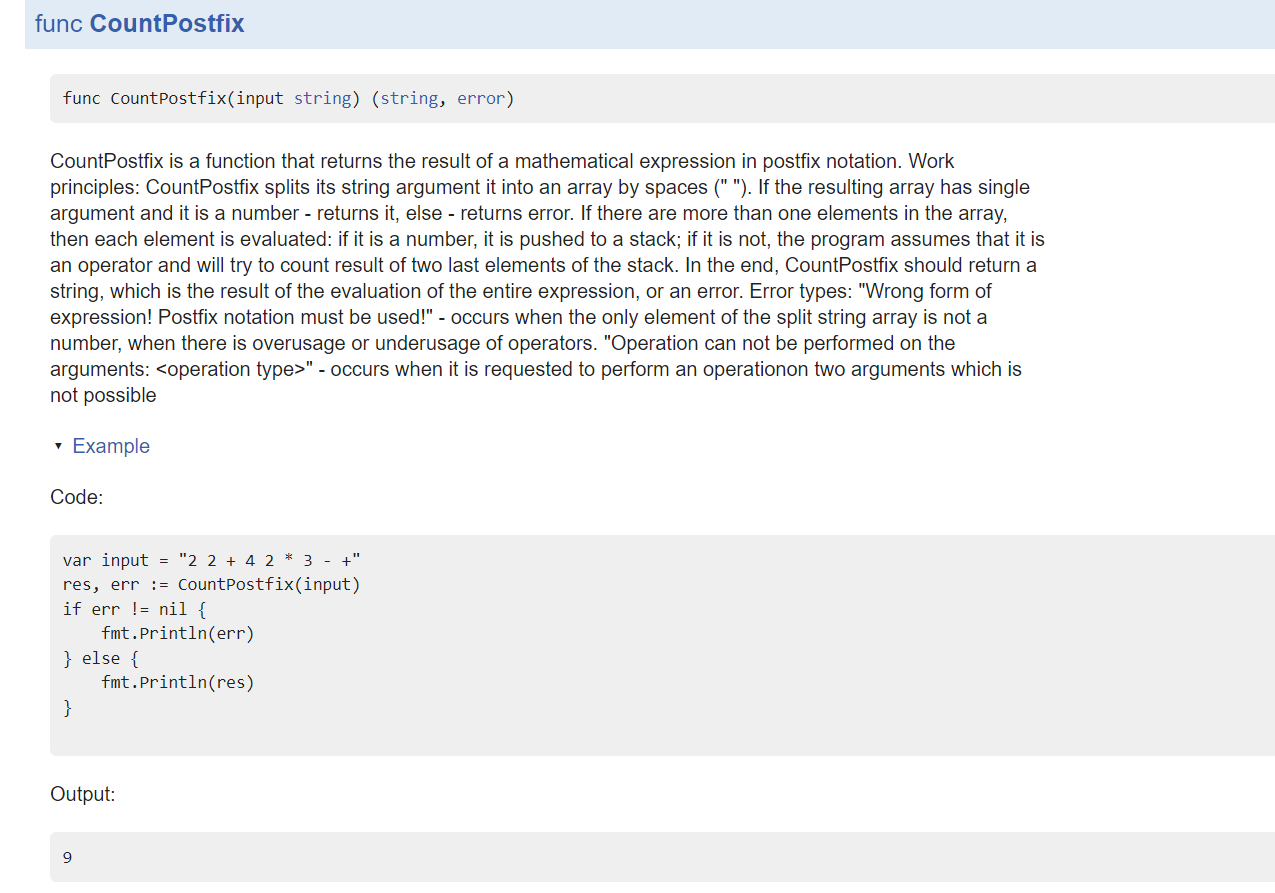 func CountPostfix
func CountPostfix(input string) (string, error)
CountPostfix is a function that returns the result of a mathematical expression in postfix notation. Work
principles: CountPostfix splits its string argument it into an array by spaces (" "). If the resulting array has single
argument and it is a number - returns it, else - returns error. If there are more than one elements in the array,
then each element is evaluated: if it is a number, it is pushed to a stack; if it is not, the program assumes that it is
an operator and will try to count result of two last elements of the stack. In the end, CountPostfix should return a
string, which is the result of the evaluation of the entire expression, or an error. Error types: "Wrong form of
expression! Postfix notation must be used!" - occurs when the only element of the split string array is not a
number, when there is overusage or underusage of operators. "Operation can not be performed on the
arguments: <operation type>" - occurs when it is requested to perform an operationon two arguments which is
not possible
▾ Example
Code:
var input = "2 2 + 4 2 * 3 - +"
res, err := CountPostfix(input)
if err != nil {
    fmt.Println(err)
} else {
    fmt.Println(res)
}
Output:
9